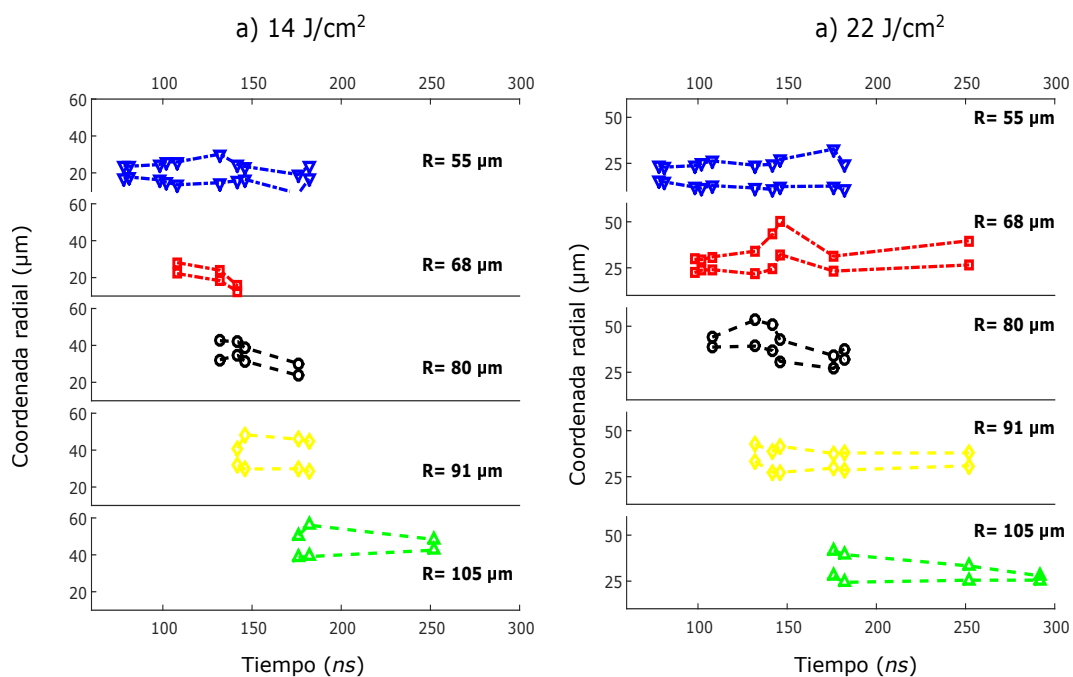 a) 14 J/cm²
a) 22 J/cm²
100 150 200 250 300
100 150 200 250 300
Coordenada radial (μm)
60
40
20
R= 55 μm
60
40
20
R= 68 μm
60
40
20
R= 80 μm
60
40
20
R= 91 μm
60
40
20
R= 105 μm
100 150 200 250 300
Tiempo (ns)
Coordenada radial (μm)
50
25
R= 55 μm
50
25
R= 68 μm
50
25
R= 80 μm
50
25
R= 91 μm
50
25
R= 105 μm
100 150 200 250 300
Tiempo (ns)